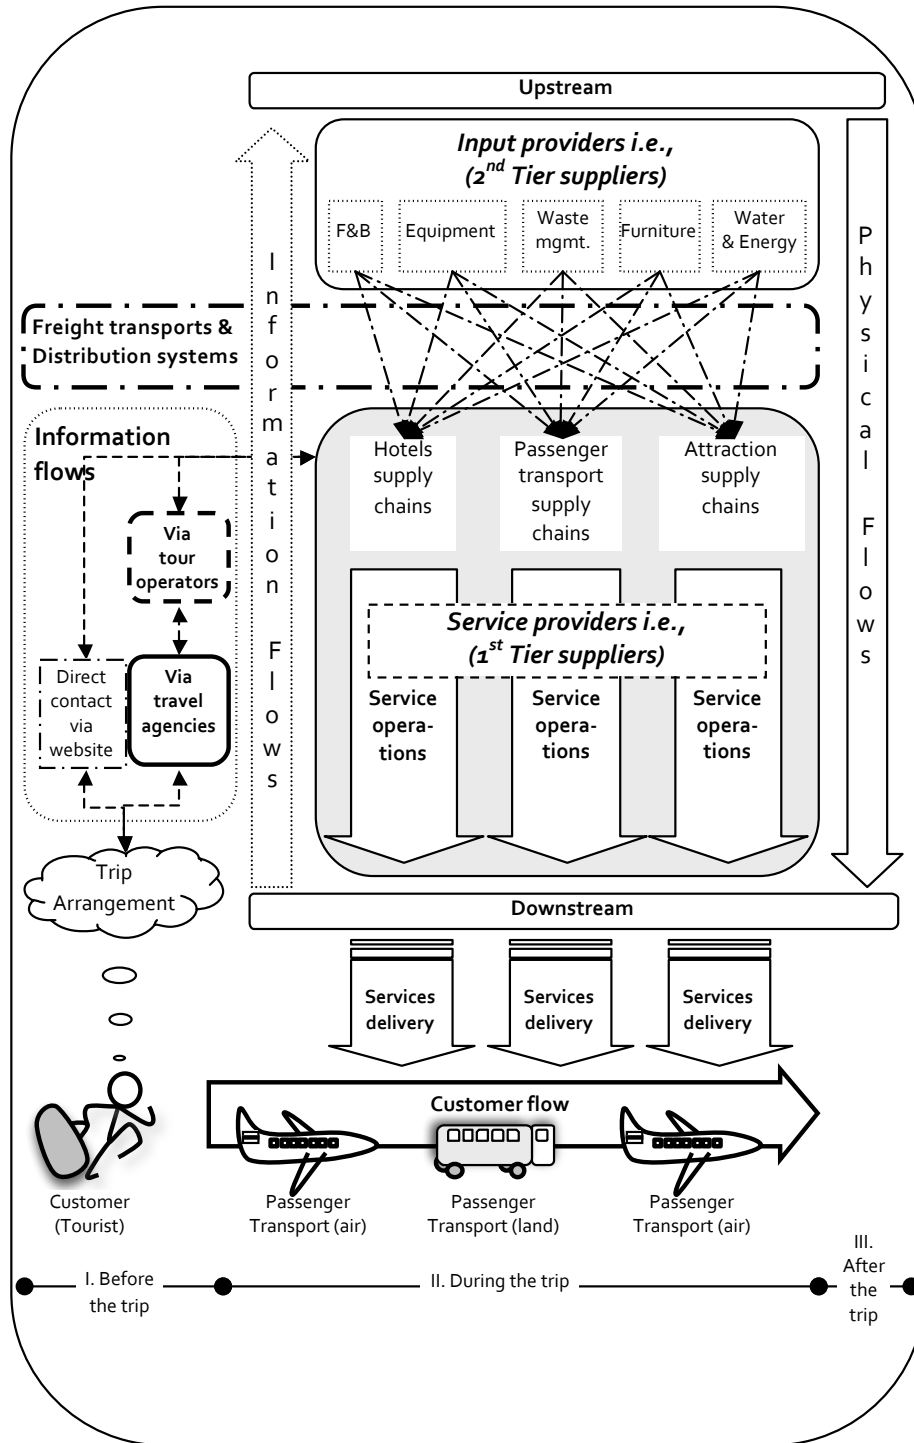 Upstream
Input providers i.e.,
(2nd Tier suppliers)
F&B
Equipment
Waste
mgmt.
Furniture
Water
& Energy
Information Flows
Physical Flows
Freight transports &
Distribution systems
Information
flows
Via
tour
operators
Direct
contact
via
website
Via
travel
agencies
Trip
Arrangement
Hotels
supply
chains
Passenger
transport
supply
chains
Attraction
supply
chains
Service providers i.e.,
(1st Tier suppliers)
Service
opera-
tions
Service
opera-
tions
Service
opera-
tions
Downstream
Services
delivery
Services
delivery
Services
delivery
Customer flow
Customer
(Tourist)
Passenger
Transport (air)
Passenger
Transport (land)
Passenger
Transport (air)
I. Before
the trip
II. During the trip
III.
After
the
trip